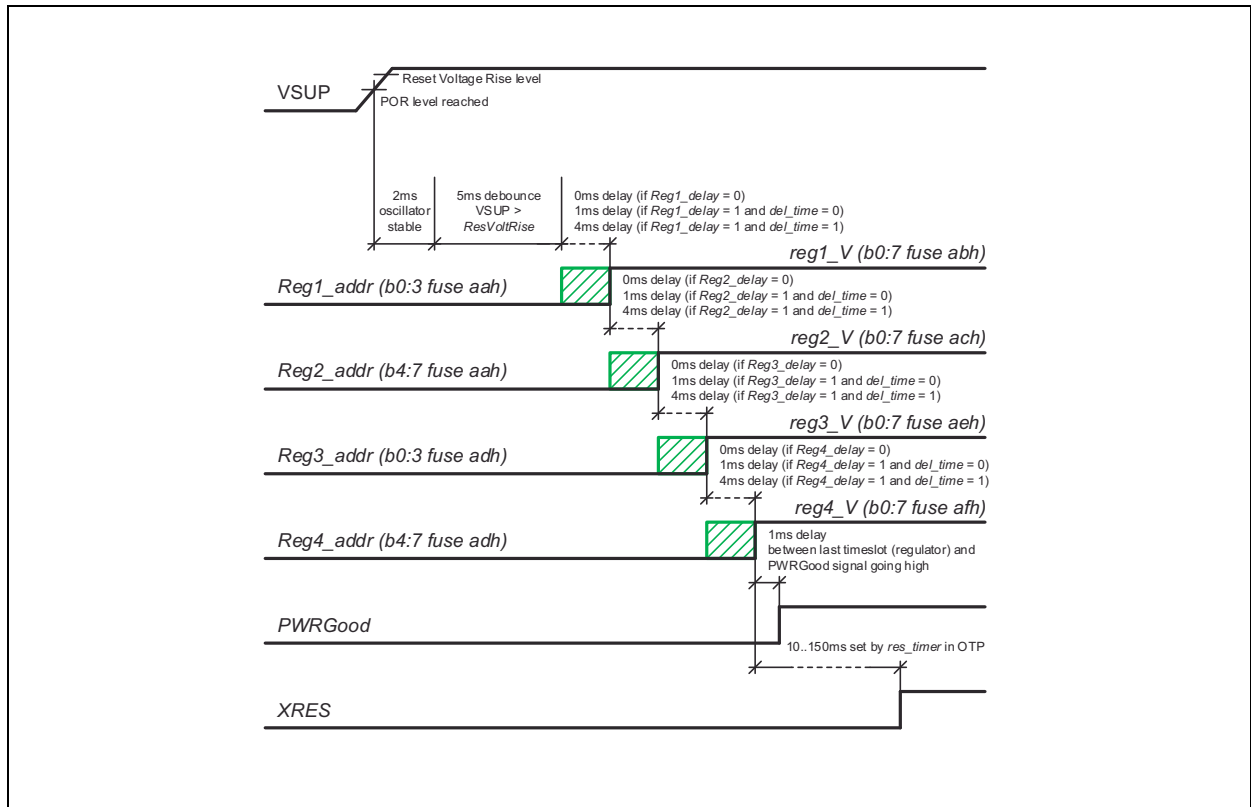 Reset Voltage Rise level
VSUP
POR level reached
2ms
oscillator
stable
5ms debounce
VSUP >
ResVoltRise
0ms delay (if Reg1_delay = 0)
1ms delay (if Reg1_delay = 1 and del_time = 0)
4ms delay (if Reg1_delay = 1 and del_time = 1)
reg1_V (b0:7 fuse abh)
Reg1_addr (b0:3 fuse aah)
0ms delay (if Reg2_delay = 0)
1ms delay (if Reg2_delay = 1 and del_time = 0)
4ms delay (if Reg2_delay = 1 and del_time = 1)
reg2_V (b0:7 fuse ach)
Reg2_addr (b4:7 fuse aah)
0ms delay (if Reg3_delay = 0)
1ms delay (if Reg3_delay = 1 and del_time = 0)
4ms delay (if Reg3_delay = 1 and del_time = 1)
reg3_V (b0:7 fuse aeh)
Reg3_addr (b0:3 fuse adh)
0ms delay (if Reg4_delay = 0)
1ms delay (if Reg4_delay = 1 and del_time = 0)
4ms delay (if Reg4_delay = 1 and del_time = 1)
reg4_V (b0:7 fuse afh)
Reg4_addr (b4:7 fuse adh)
1ms delay
between last timeslot (regulator) and
PWRGood signal going high
PWRGood
10..150ms set by res_timer in OTP
XRES